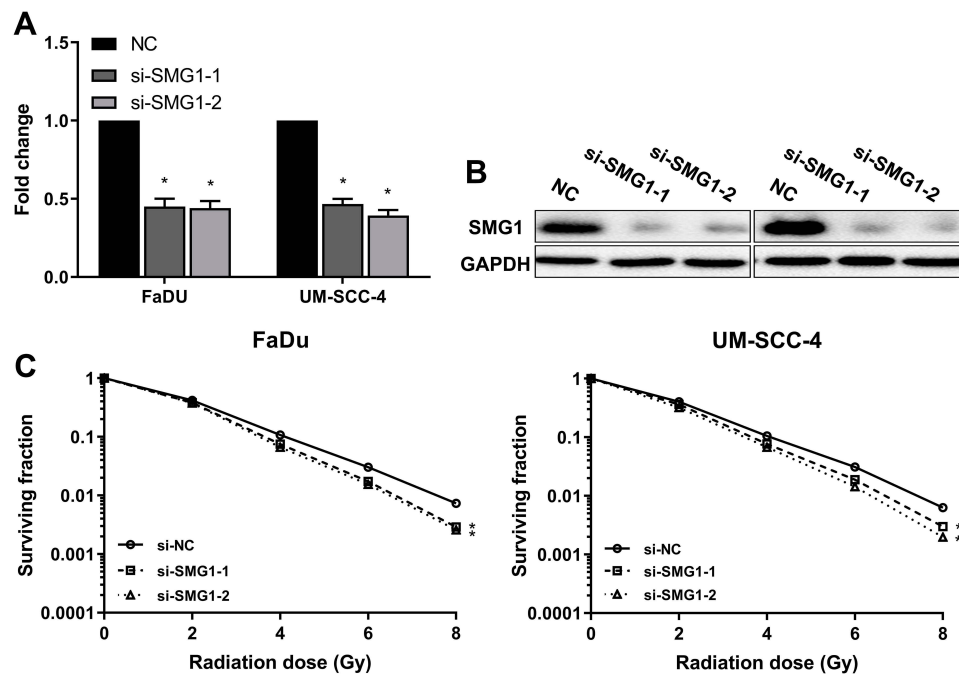 A
1.5
1.0
0.5
0.0
Fold change
NC
si-SMG1-1
si-SMG1-2
* * * *
FaDU UM-SCC-4
B
NC si-SMG1-1 si-SMG1-2 NC si-SMG1-1 si-SMG1-2
SMG1
GAPDH
C
FaDu
1
0.1
0.01
0.001
0.0001
Surviving fraction
si-NC
si-SMG1-1
si-SMG1-2
*
*
0 2 4 6 8
Radiation dose (Gy)
UM-SCC-4
1
0.1
0.01
0.001
0.0001
Surviving fraction
si-NC
si-SMG1-1
si-SMG1-2
*
*
0 2 4 6 8
Radiation dose (Gy)